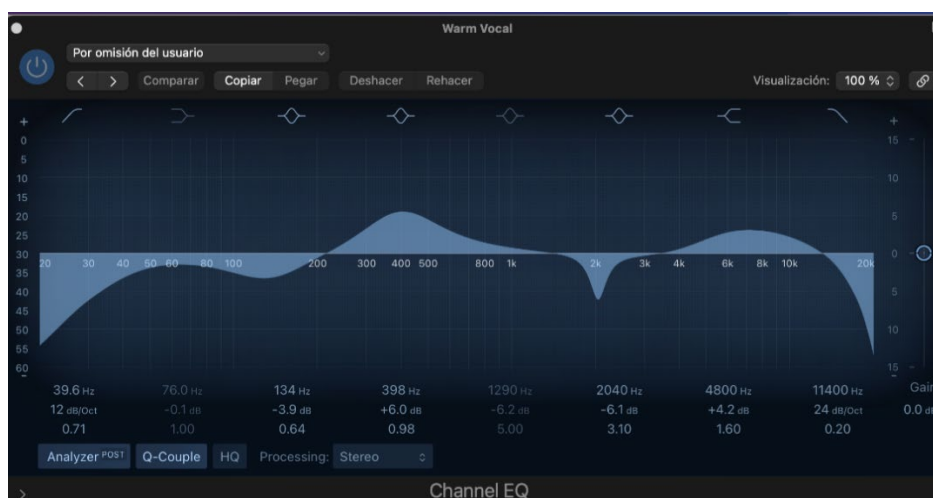 Warm Vocal
Por omisión del usuario
Comparar Copiar Pegar Deshacer Rehacer Visualización: 100 %
+ +
0 15
5
10 10
15
20 5
25
30 0
20 30 40 50 60 80 100 200 300 400 500 800 1k 2k 3k 4k 6k 8k 10k 20k
35
40 5
45
50 10
55
60 15
- -
39.6 Hz 76.0 Hz 134 Hz 398 Hz 1290 Hz 2040 Hz 4800 Hz 11400 Hz Gai
12 dB/Oct -0.1 dB -3.9 dB +6.0 dB -6.2 dB -6.1 dB +4.2 dB 24 dB/Oct 0.0 d
0.71 1.00 0.64 0.98 5.00 3.10 1.60 0.20
Analyzer POST Q-Couple HQ Processing: Stereo
Channel EQ